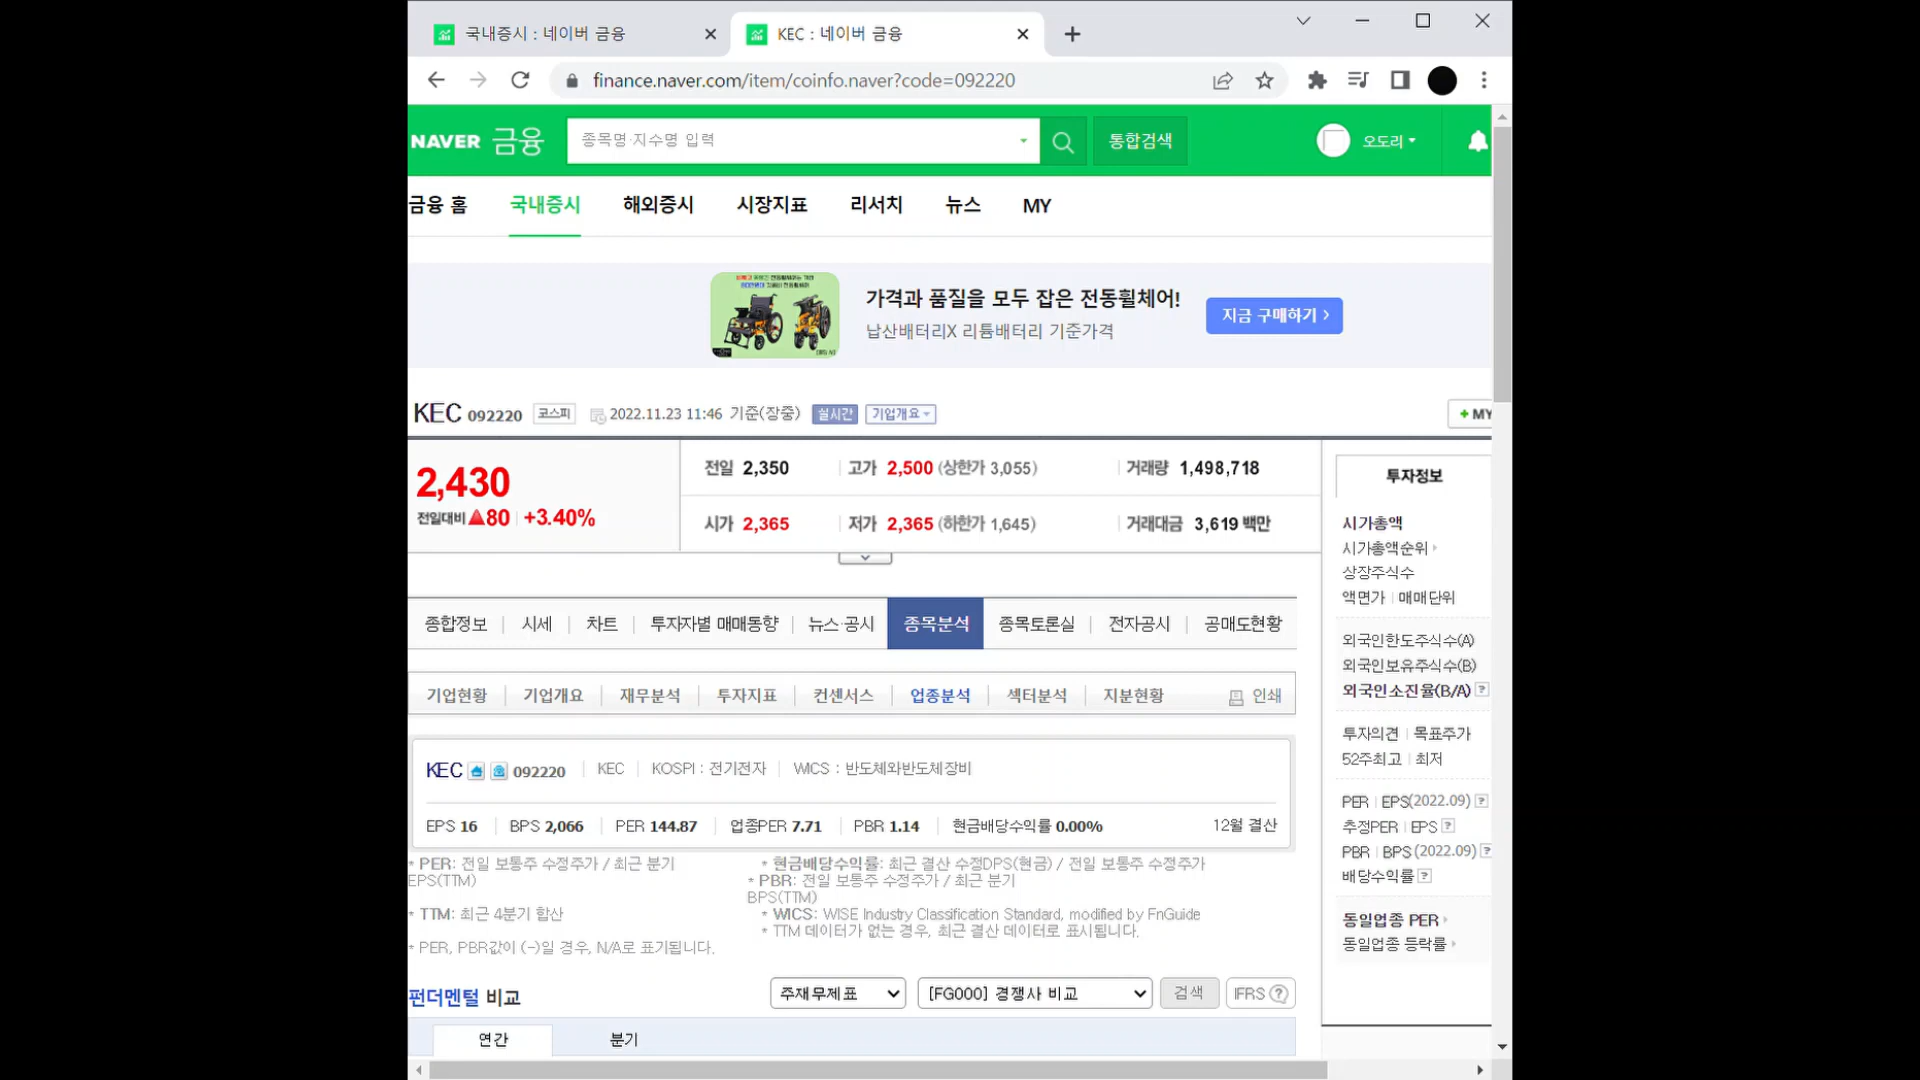 국내증시 : 네이버 금융
KEC : 네이버 금융
finance.naver.com/item/coinfo.naver?code=092220
NAVER 금융
종목명·지수명 입력
통합검색
오도리
금융 홈 국내증시 해외증시 시장지표 리서치 뉴스 MY
가격과 품질을 모두 잡은 전동휠체어!
납산배터리X 리튬배터리 기준가격
지금 구매하기
KEC 092220 코스피 2022.11.23 11:46 기준(장중) 실시간 기업개요
+ MY
2,430
전일대비 ▲80 +3.40%
전일 2,350 고가 2,500 (상한가 3,055) 거래량 1,498,718
시가 2,365 저가 2,365 (하한가 1,645) 거래대금 3,619 백만
종합정보 시세 차트 투자자별 매매동향 뉴스·공시 종목분석 종목토론실 전자공시 공매도현황
기업현황 기업개요 재무분석 투자지표 컨센서스 업종분석 섹터분석 지분현황 인쇄
KEC 092220 KEC KOSPI : 전기전자 WICS : 반도체와반도체장비
EPS 16 BPS 2,066 PER 144.87 업종PER 7.71 PBR 1.14 현금배당수익률 0.00% 12월 결산
* PER: 전일 보통주 수정주가 / 최근 분기
EPS(TTM)
* TTM: 최근 4분기 합산
* PER, PBR값이 (-)일 경우, N/A로 표기됩니다.
* 현금배당수익률: 최근 결산 수정DPS(현금) / 전일 보통주 수정주가
* PBR: 전일 보통주 수정주가 / 최근 분기
BPS(TTM)
* WICS: WISE Industry Classification Standard, modified by FnGuide
* TTM 데이터가 없는 경우, 최근 결산 데이터로 표시됩니다.
펀더멘털 비교
주재무제표
[FG000] 경쟁사 비교
검색
IFRS ?
연간 분기
투자정보
시가총액
시가총액순위
상장주식수
액면가 | 매매단위
외국인한도주식수(A)
외국인보유주식수(B)
외국인소진율(B/A) ?
투자의견 | 목표주가
52주최고 | 최저
PER | EPS(2022.09) ?
추정PER | EPS ?
PBR | BPS (2022.09) ?
배당수익률 ?
동일업종 PER
동일업종 등락률